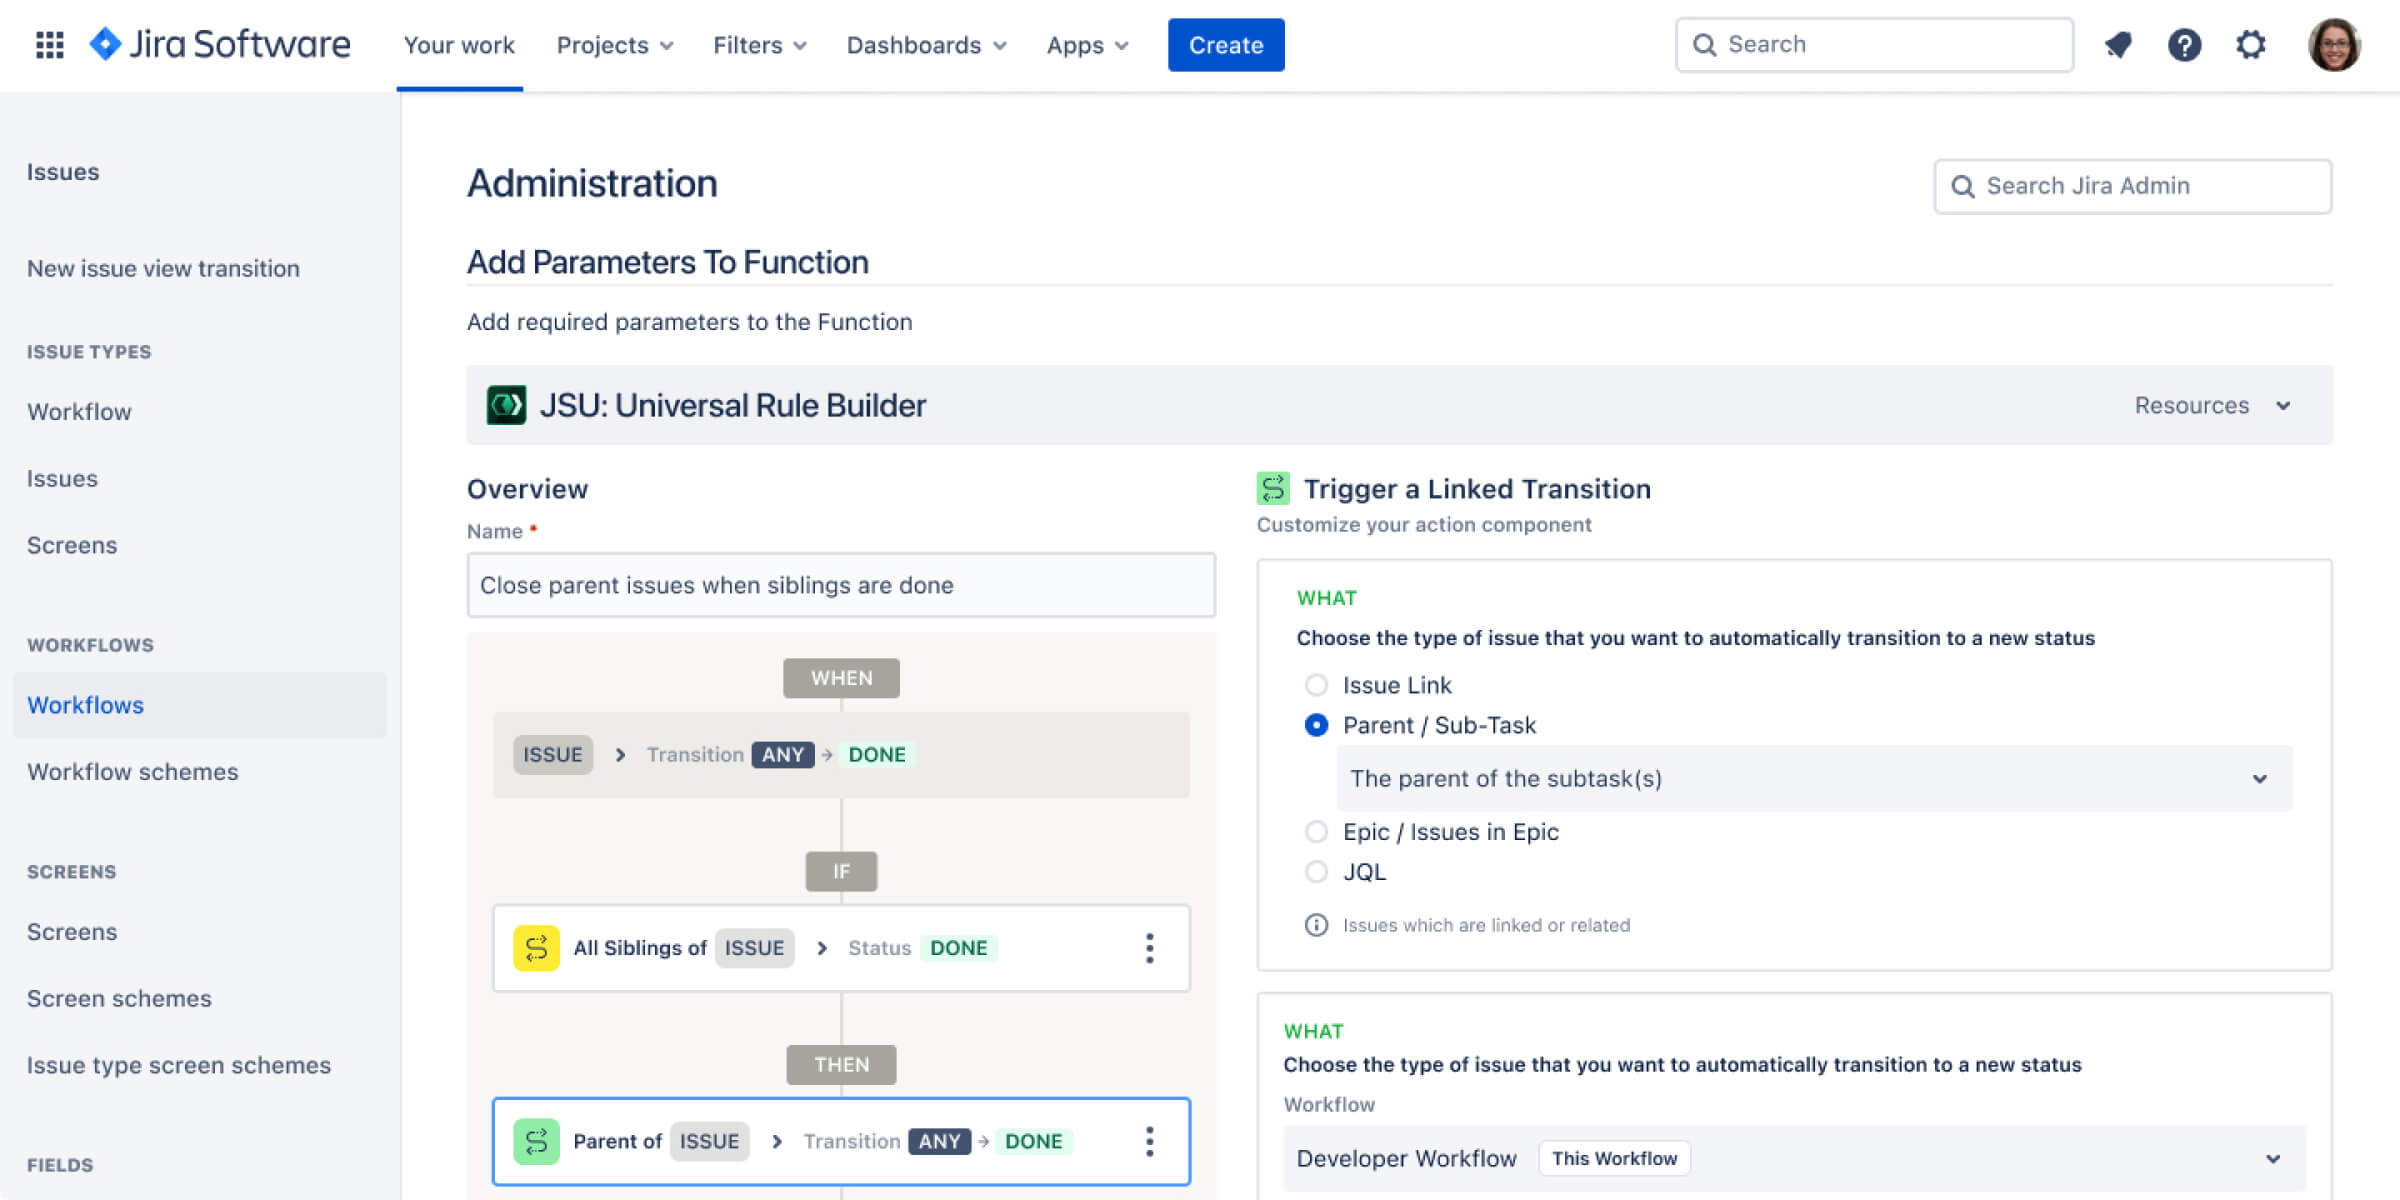 Jira Software
Your work
Projects
Filters
Dashboards
Apps
Create
Search
Issues
New issue view transition
ISSUE TYPES
Workflow
Issues
Screens
WORKFLOWS
Workflows
Workflow schemes
SCREENS
Screens
Screen schemes
Issue type screen schemes
FIELDS
Administration
Search Jira Admin
Add Parameters To Function
Add required parameters to the Function
JSU: Universal Rule Builder
Resources
Overview
Name *
Close parent issues when siblings are done
WHEN
ISSUE > Transition ANY → DONE
IF
All Siblings of ISSUE > Status DONE
THEN
Parent of ISSUE > Transition ANY → DONE
Trigger a Linked Transition
Customize your action component
WHAT
Choose the type of issue that you want to automatically transition to a new status
Issue Link
Parent / Sub-Task
The parent of the subtask(s)
Epic / Issues in Epic
JQL
Issues which are linked or related
WHAT
Choose the type of issue that you want to automatically transition to a new status
Workflow
Developer Workflow This Workflow